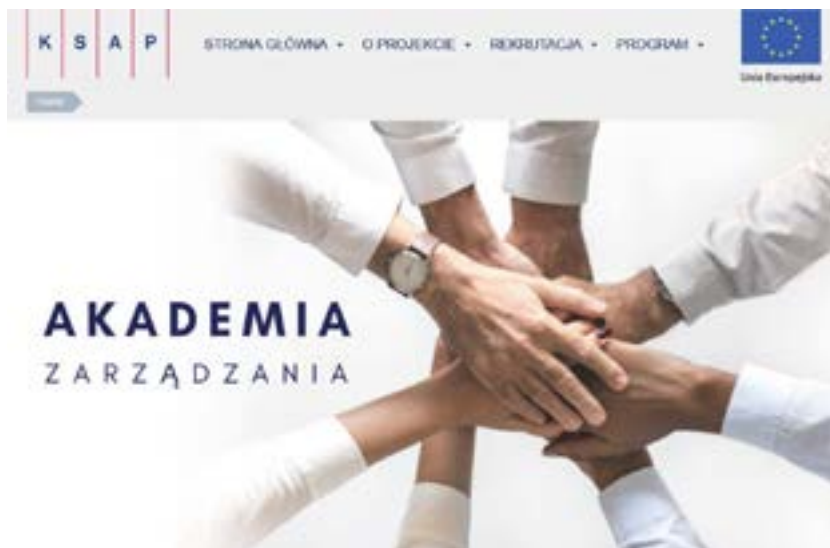 K S A P
STRONA GŁÓWNA O PROJEKCIE REKRUTACJA PROGRAM
Unia Europejska
AKADEMIA
ZARZĄDZANIA